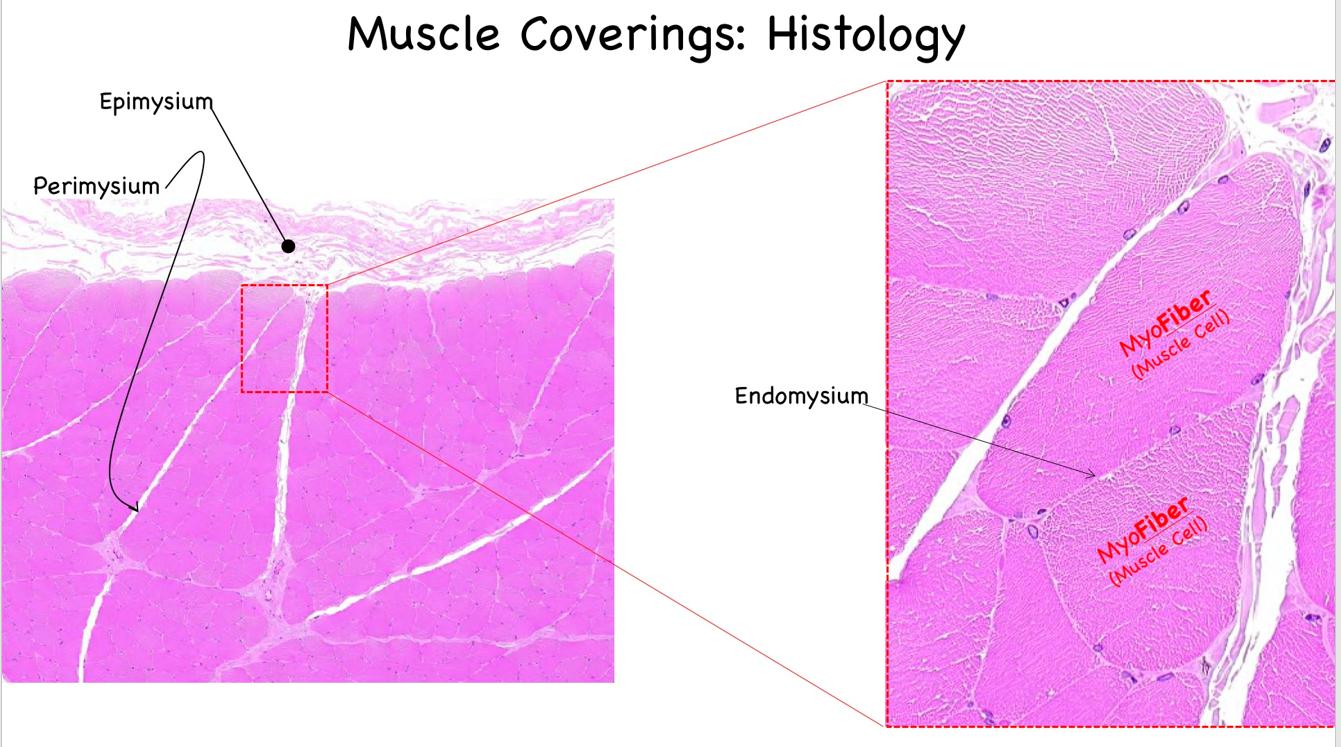 Muscle Coverings: Histology
Epimysium
Perimysium
Endomysium
MyoFiber
(Muscle Cell)
MyoFiber
(Muscle Cell)